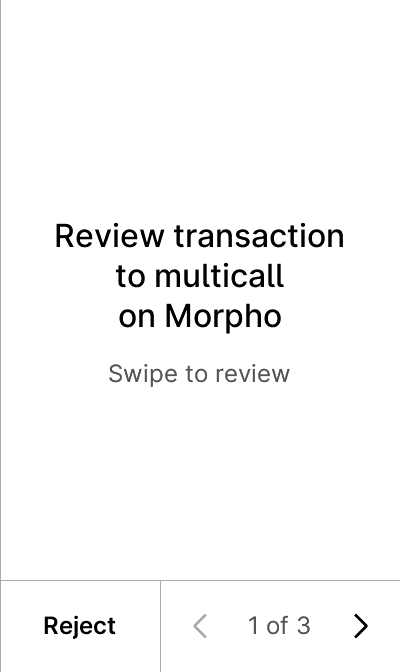 Review transaction
to multicall
on Morpho
Swipe to review
Reject
1 of 3